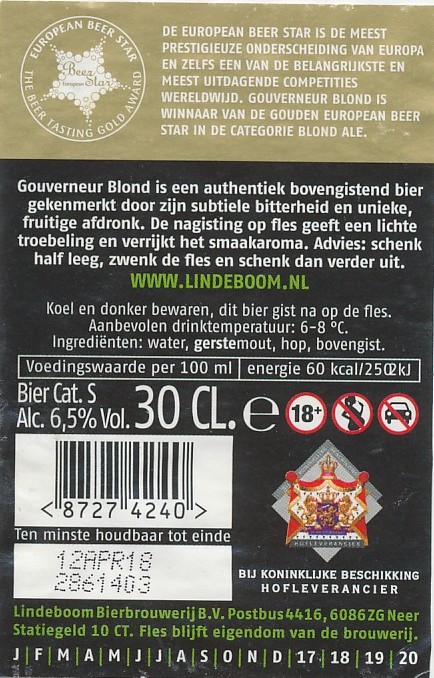 EUROPEAN BEER STAR
THE BEER TASTING GOLD AWARD
Beer
European Star
DE EUROPEAN BEER STAR IS DE MEEST
PRESTIGIEUZE ONDERSCHEIDING VAN EUROPA
EN ZELFS EEN VAN DE BELANGRIJKSTE EN
MEEST UITDAGENDE COMPETITIES
WERELDWIJD. GOUVERNEUR BLOND IS
WINNAAR VAN DE GOUDEN EUROPEAN BEER
STAR IN DE CATEGORIE BLOND ALE.
Gouverneur Blond is een authentiek bovengistend bier
gekenmerkt door zijn subtiele bitterheid en unieke,
fruitige afdronk. De nagisting op fles geeft een lichte
troebeling en verrijkt het smaakaroma. Advies: schenk
half leeg, zwenk de fles en schenk dan verder uit.
WWW.LINDEBOOM.NL
Koel en donker bewaren, dit bier gist na op de fles.
Aanbevolen drinktemperatuur: 6-8 °C.
Ingrediënten: water, gerstemout, hop, bovengist.
Voedingswaarde per 100 ml | energie 60 kcal/250kJ
Bier Cat. S
Alc. 6,5% Vol. 30 CL. e 18+
<8727 4240>
Ten minste houdbaar tot einde
12APR18
2861403
HOFLEVERANCIER
BIJ KONINKLIJKE BESCHIKKING
HOFLEVERANCIER
Lindeboom Bierbrouwerij B.V. Postbus 4416, 6086 ZG Neer
Statiegeld 10 CT. Fles blijft eigendom van de brouwerij.
J|F|M|A|M|J|J|A|S|O|N|D|17|18|19|20